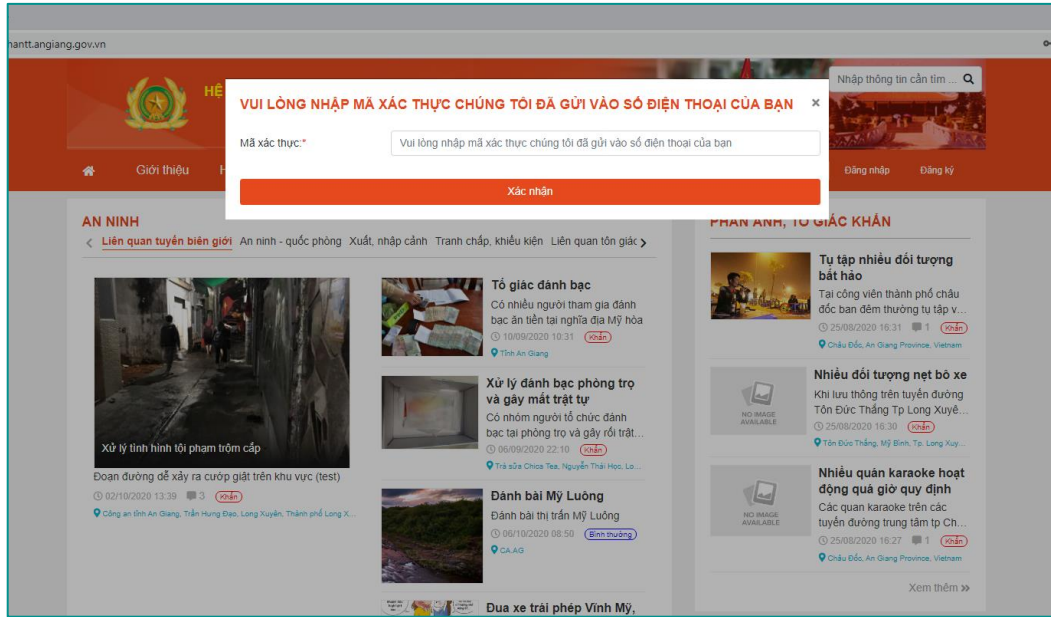 hantt.angiang.gov.vn
HỆ
Nhập thông tin cần tìm ...
VUI LÒNG NHẬP MÃ XÁC THỰC CHÚNG TÔI ĐÃ GỬI VÀO SỐ ĐIỆN THOẠI CỦA BẠN ×
Mã xác thực:*
Vui lòng nhập mã xác thực chúng tôi đã gửi vào số điện thoại của bạn
Xác nhận
Giới thiệu
Đăng nhập
Đăng ký
AN NINH
Liên quan tuyến biên giới An ninh - quốc phòng Xuất, nhập cảnh Tranh chấp, khiếu kiện Liên quan tôn giác
Xử lý tình hình tội phạm trộm cắp
Đoạn đường dễ xảy ra cướp giật trên khu vực (test)
02/10/2020 13:39 3 Khẩn
Công an tỉnh An Giang, Trần Hưng Đạo, Long Xuyên, Thành phố Long X...
Tố giác đánh bạc
Có nhiều người tham gia đánh
bạc ăn tiền tại nghĩa địa Mỹ hòa
10/09/2020 10:31 Khẩn
Tỉnh An Giang
Xử lý đánh bạc phòng trọ
và gây mất trật tự
Có nhóm người tổ chức đánh
bạc tại phòng trọ và gây rối trật...
06/09/2020 22:10 Khẩn
Trà sữa Chica Tea, Nguyễn Thái Học, Lo...
Đánh bài Mỹ Luông
Đánh bài thị trấn Mỹ Luông
06/10/2020 08:50 Bình thường
CA.AG
Đua xe trái phép Vĩnh Mỹ,
PHẢN ÁNH, TỐ GIÁC KHẨN
Tụ tập nhiều đối tượng
bất hảo
Tại công viên thành phố châu
đốc ban đêm thường tụ tập v...
25/08/2020 16:31 1 Khẩn
Châu Đốc, An Giang Province, Vietnam
NO IMAGE
AVAILABLE
Nhiều đối tượng nẹt bô xe
Khi lưu thông trên tuyến đường
Tôn Đức Thắng Tp Long Xuyê...
25/08/2020 16:30 Khẩn
Tôn Đức Thắng, Mỹ Bình, Tp. Long Xuy...
NO IMAGE
AVAILABLE
Nhiều quán karaoke hoạt
động quá giờ quy định
Các quan karaoke trên các
tuyến đường trung tâm tp Ch...
25/08/2020 16:27 1 Khẩn
Châu Đốc, An Giang Province, Vietnam
Xem thêm »